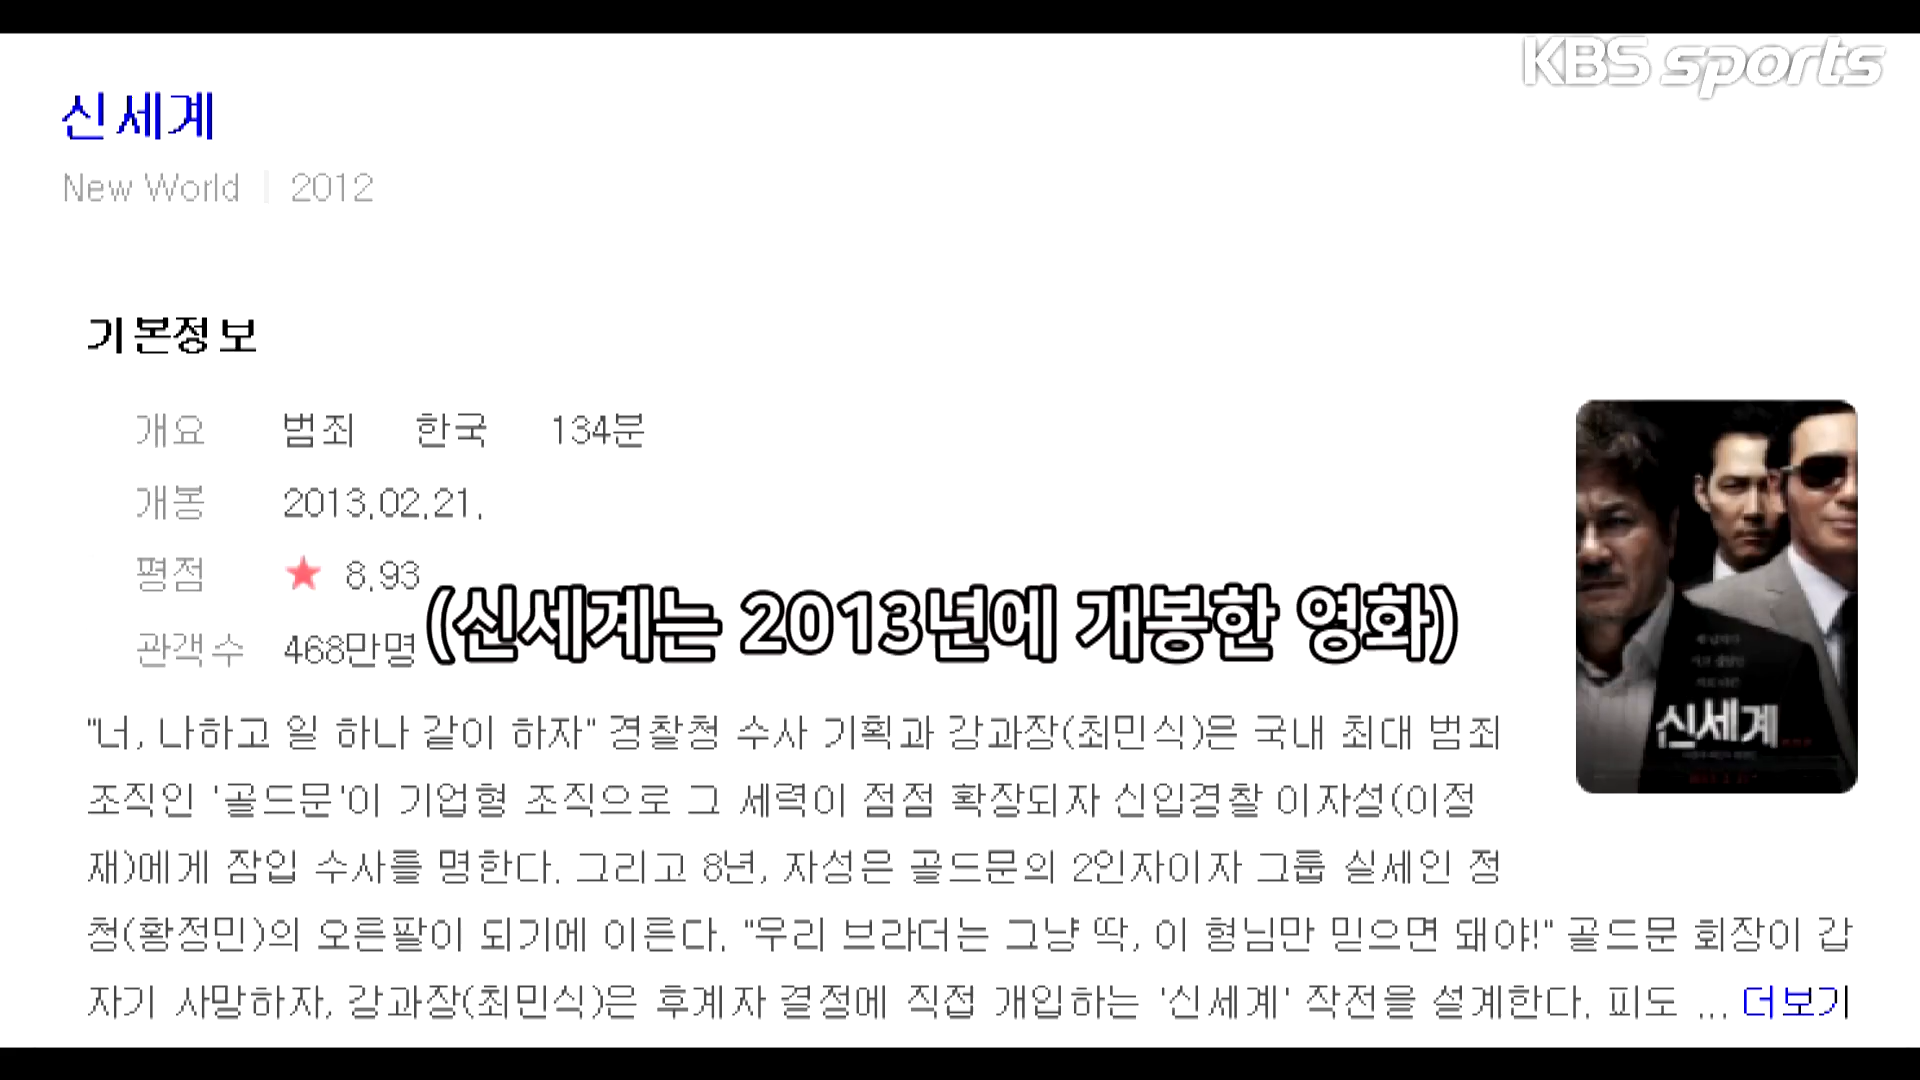 KBS sports
신세계
New World | 2012
기본정보
개요 범죄 한국 134분
개봉 2013.02.21.
평점 ★ 8.93
관객수 468만명
(신세계는 2013년에 개봉한 영화)
"너, 나하고 일 하나 같이 하자" 경찰청 수사 기획과 강과장(최민식)은 국내 최대 범죄
조직인 '골드문'이 기업형 조직으로 그 세력이 점점 확장되자 신입경찰 이자성(이정
재)에게 잠입 수사를 명한다. 그리고 8년, 자성은 골드문의 2인자이자 그룹 실세인 정
청(황정민)의 오른팔이 되기에 이른다. "우리 브라더는 그냥 딱, 이 형님만 믿으면 돼야!" 골드문 회장이 갑
자기 사망하자, 강과장(최민식)은 후계자 결정에 직접 개입하는 '신세계' 작전을 설계한다. 피도 ... 더보기
신세계